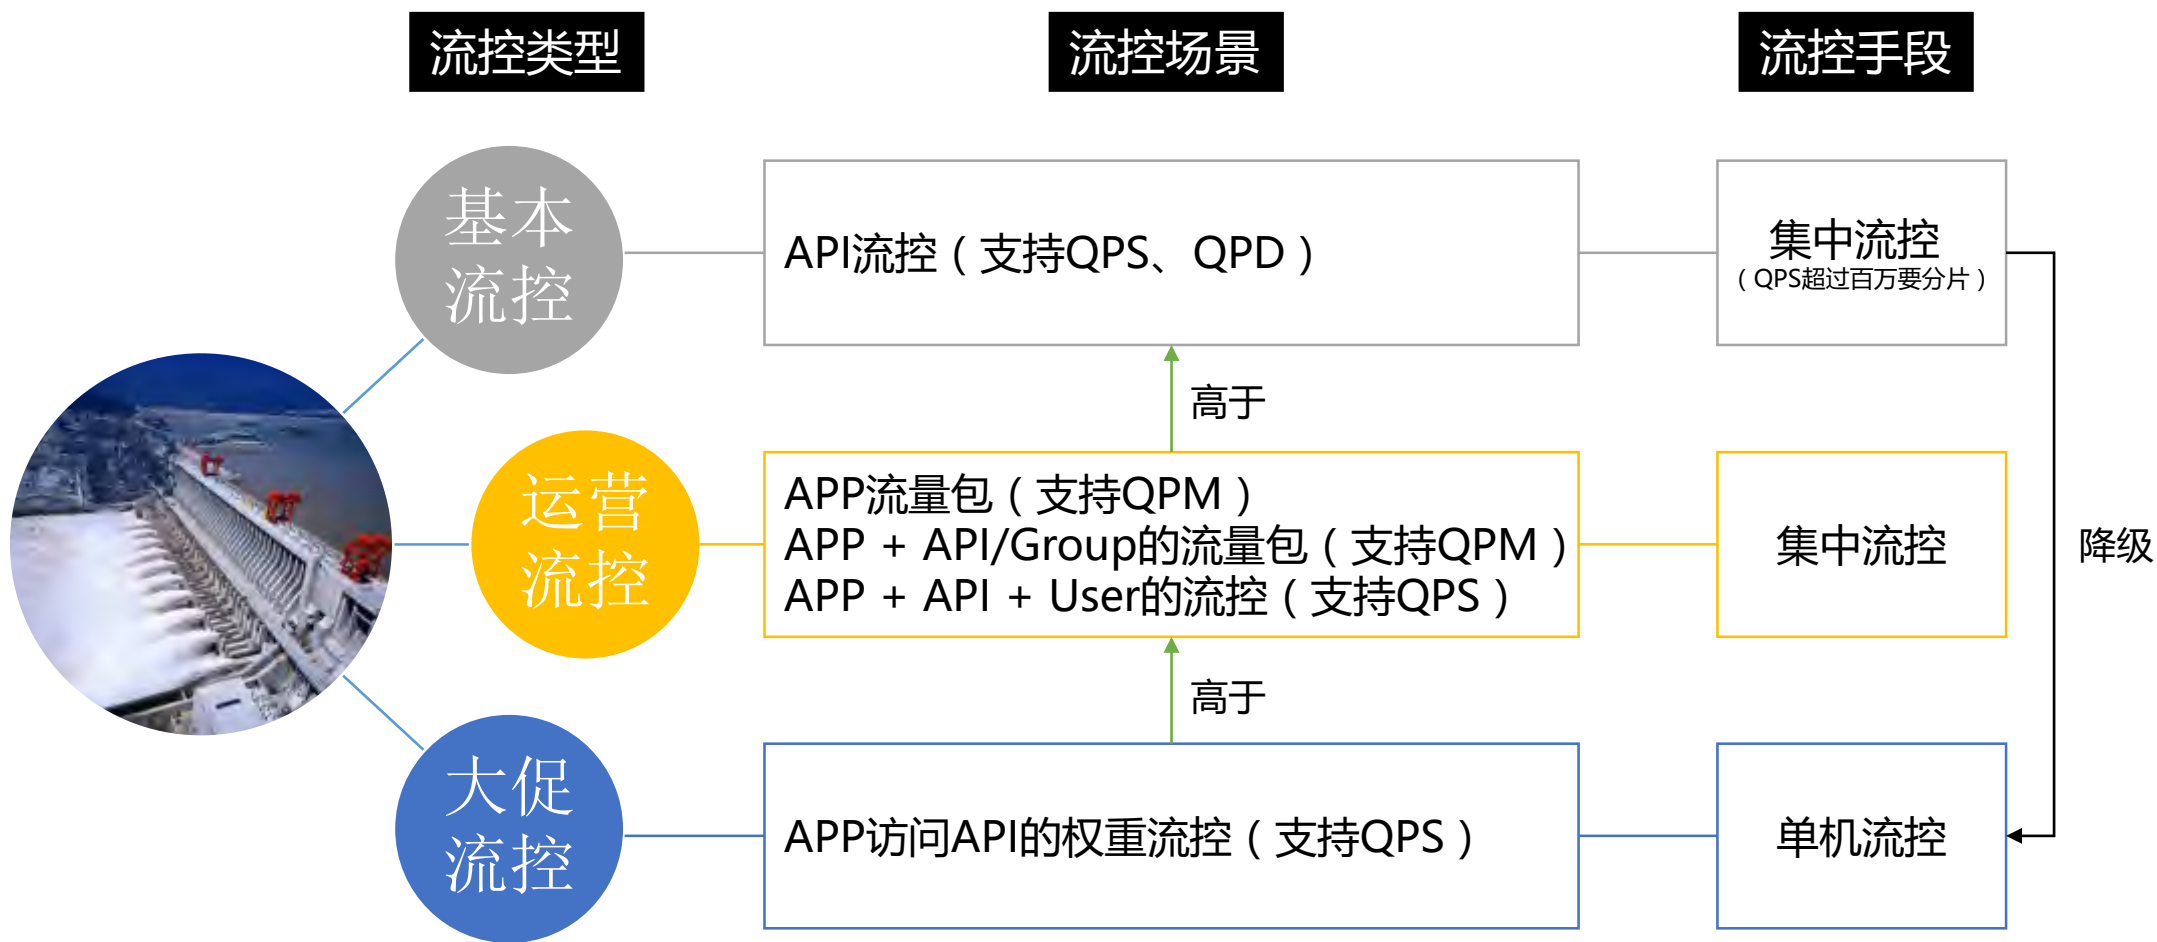 流控类型
流控场景
流控手段
基本
流控
API流控（支持QPS、QPD）
集中流控
（QPS超过百万要分片）
高于
运营
流控
APP流量包（支持QPM）
APP + API/Group的流量包（支持QPM）
APP + API + User的流控（支持QPS）
集中流控
降级
高于
大促
流控
APP访问API的权重流控（支持QPS）
单机流控